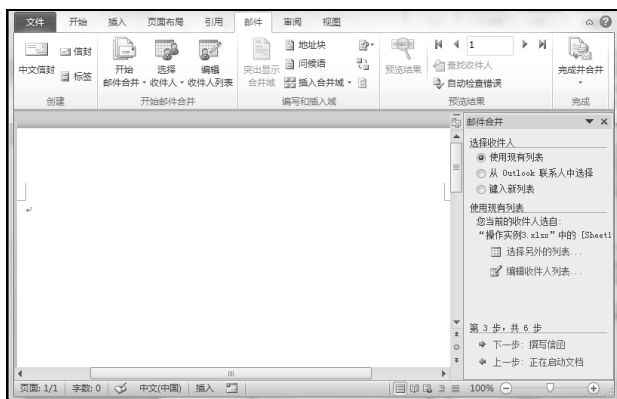 文件 开始 插入 页面布局 引用 邮件 审阅 视图
中文信封 信封 标签
创建
开始邮件合并 选择收件人 编辑收件人列表
开始邮件合并
突出显示合并域 地址块 问候语 插入合并域
编写和插入域
预览结果 1 查找收件人 自动检查错误
预览结果
完成并合并
完成
邮件合并
选择收件人
使用现有列表
从 Outlook 联系人中选择
键入新列表
使用现有列表
您当前的收件人选自:
“操作实例3.xlsx”中的 [Sheet1
选择另外的列表...
编辑收件人列表...
第 3 步,共 6 步
下一步: 撰写信函
上一步: 正在启动文档
页面: 1/1 字数: 0 中文(中国) 插入 100%